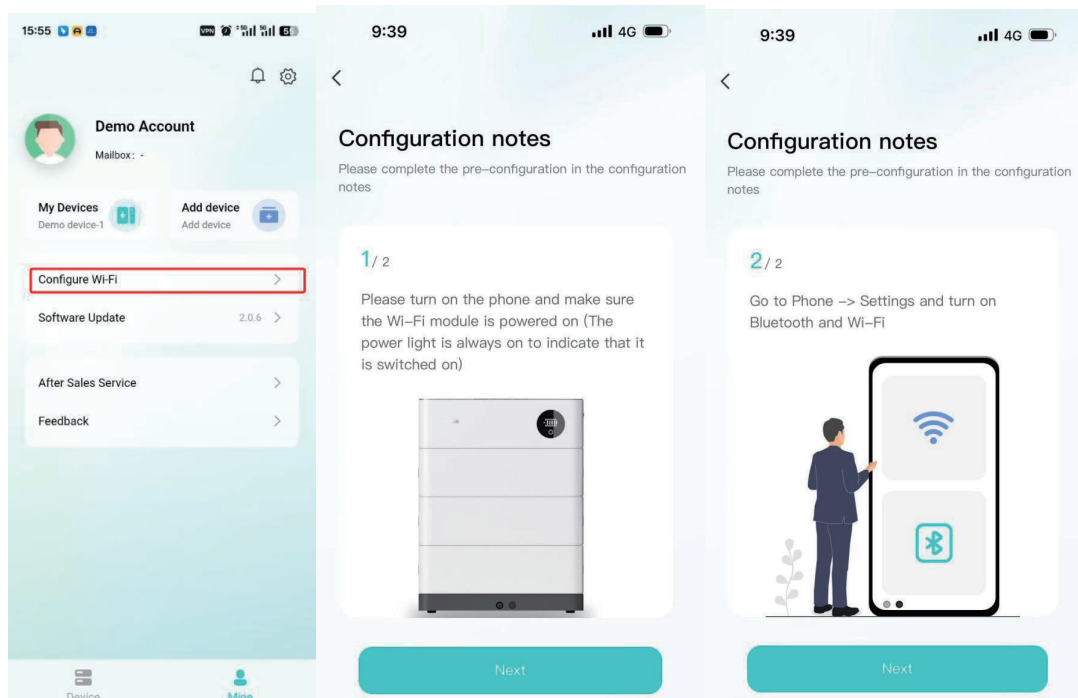 15:55
VPN 5G 5G 5
Demo Account
Mailbox: -
My Devices
Demo device-1
Add device
Add device
Configure Wi-Fi
Software Update 2.0.6
After Sales Service
Feedback
Device
Mine
9:39 4G
Configuration notes
Please complete the pre-configuration in the configuration
notes
1/ 2
Please turn on the phone and make sure
the Wi-Fi module is powered on (The
power light is always on to indicate that it
is switched on)
Next
9:39 4G
Configuration notes
Please complete the pre-configuration in the configuration
notes
2/ 2
Go to Phone -> Settings and turn on
Bluetooth and Wi-Fi
Next